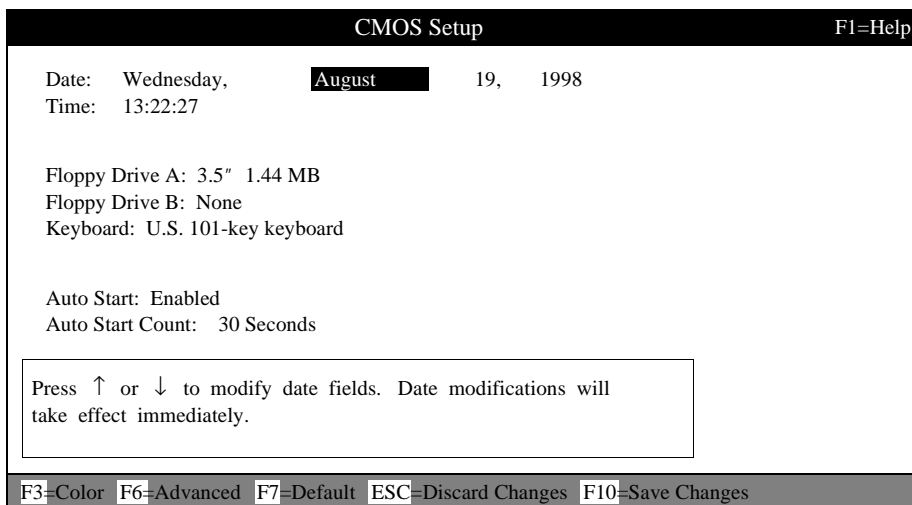 CMOS Setup F1=Help
Date: Wednesday, August 19, 1998
Time: 13:22:27
Floppy Drive A: 3.5" 1.44 MB
Floppy Drive B: None
Keyboard: U.S. 101-key keyboard
Auto Start: Enabled
Auto Start Count: 30 Seconds
Press ↑ or ↓ to modify date fields. Date modifications will
take effect immediately.
F3=Color F6=Advanced F7=Default ESC=Discard Changes F10=Save Changes